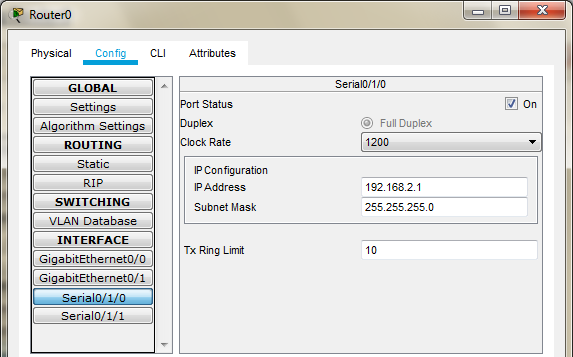 Router0
Physical Config CLI Attributes
GLOBAL
Settings
Algorithm Settings
ROUTING
Static
RIP
SWITCHING
VLAN Database
INTERFACE
GigabitEthernet0/0
GigabitEthernet0/1
Serial0/1/0
Serial0/1/1
Serial0/1/0
Port Status On
Duplex Full Duplex
Clock Rate 1200
IP Configuration
IP Address 192.168.2.1
Subnet Mask 255.255.255.0
Tx Ring Limit 10